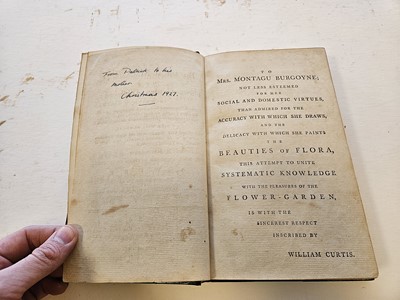 From Patrick to his
mother.
Christmas 1957.
TO
MRS. MONTAGU BURGOYNE;
NOT LESS ESTEEMED
FOR HER
SOCIAL AND DOMESTIC VIRTUES,
THAN ADMIRED FOR THE
ACCURACY WITH WHICH SHE DRAWS,
AND THE
DELICACY WITH WHICH SHE PAINTS
THE
BEAUTIES OF FLORA,
THIS ATTEMPT TO UNITE
SYSTEMATIC KNOWLEDGE
WITH THE PLEASURES OF THE
FLOWER-GARDEN,
IS WITH THE
SINCEREST RESPECT
INSCRIBED BY
WILLIAM CURTIS.